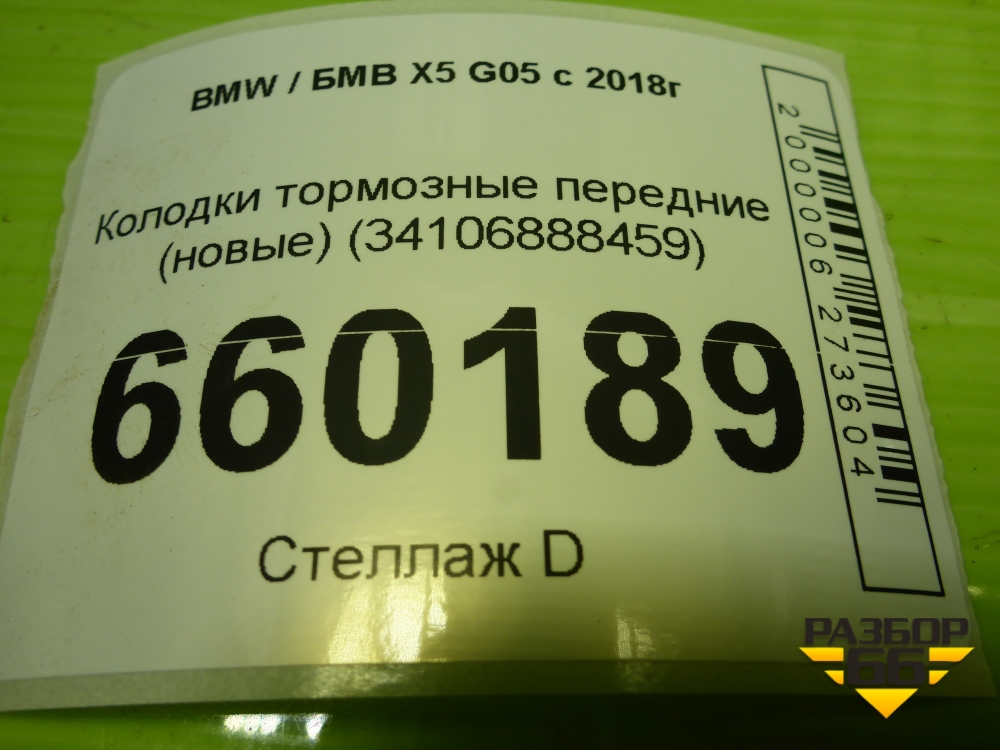 BMW / БМВ X5 G05 с 2018г
Колодки тормозные передние
(новые) (34106888459)
660189
Стеллаж D
2000006273604
РАЗБОР
66